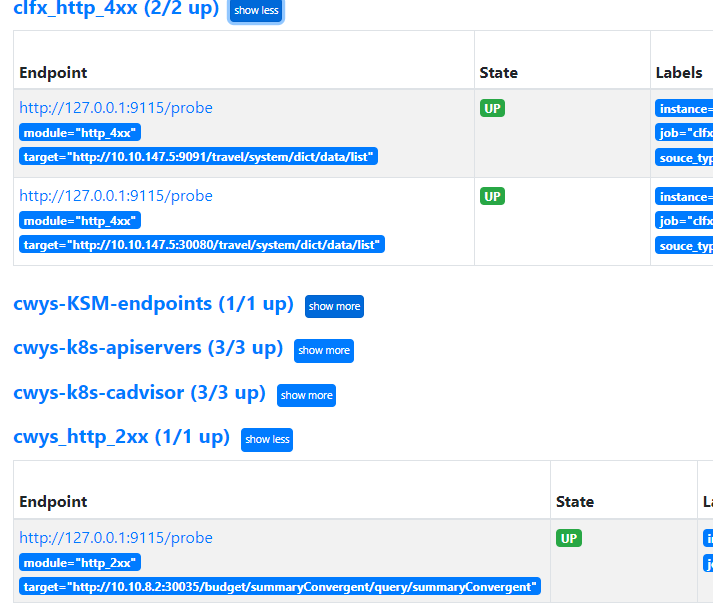 clfx_http_4xx (2/2 up) show less
Endpoint State Labels
http://127.0.0.1:9115/probe UP instance=
module="http_4xx" job="clfx
target="http://10.10.147.5:9091/travel/system/dict/data/list" souce_typ
http://127.0.0.1:9115/probe UP instance=
module="http_4xx" job="clfx
target="http://10.10.147.5:30080/travel/system/dict/data/list" souce_typ
cwys-KSM-endpoints (1/1 up) show more
cwys-k8s-apiservers (3/3 up) show more
cwys-k8s-cadvisor (3/3 up) show more
cwys_http_2xx (1/1 up) show less
Endpoint State
http://127.0.0.1:9115/probe UP
module="http_2xx"
target="http://10.10.8.2:30035/budget/summaryConvergent/query/summaryConvergent"